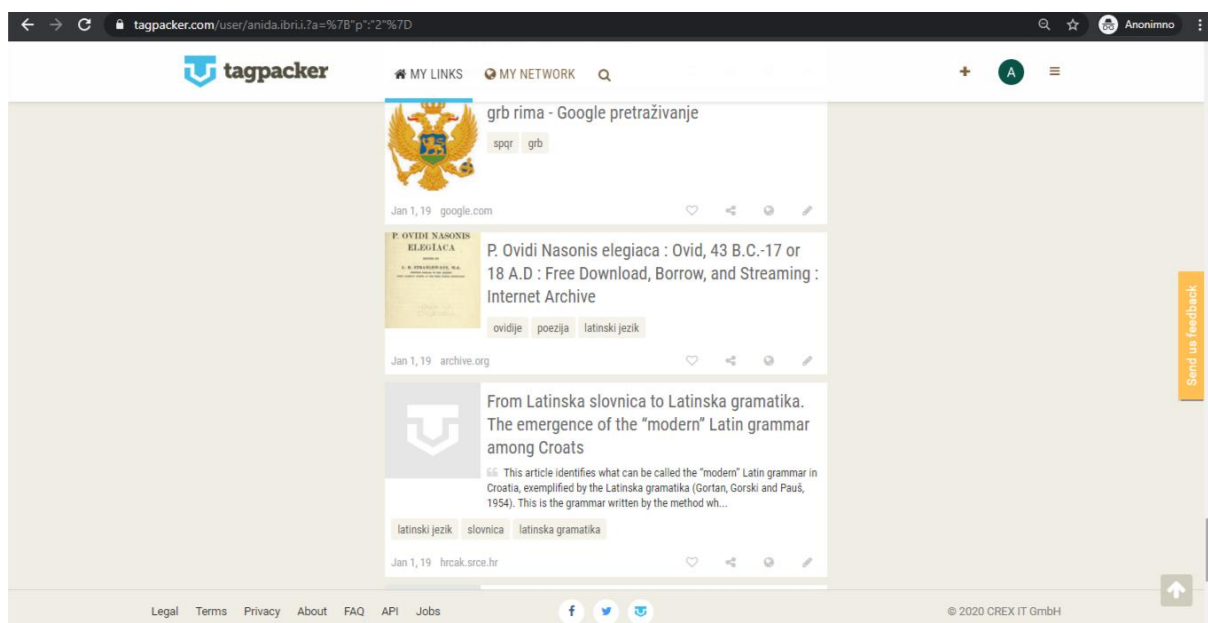 tagpacker.com/user/anida.ibri.i.?a=%7B"p":"2"%7D
Anonimno
tagpacker
MY LINKS
MY NETWORK
A
grb rima - Google pretraživanje
spqr grb
Jan 1, 19 google.com
P. OVIDI NASONIS
ELEGIACA
P. Ovidi Nasonis elegiaca : Ovid, 43 B.C.-17 or
18 A.D : Free Download, Borrow, and Streaming :
Internet Archive
ovidije poezija latinski jezik
Jan 1, 19 archive.org
Send us feedback
From Latinska slovnica to Latinska gramatika.
The emergence of the “modern” Latin grammar
among Croats
This article identifies what can be called the “modern” Latin grammar in
Croatia, exemplified by the Latinska gramatika (Gortan, Gorski and Pauš,
1954). This is the grammar written by the method wh...
latinski jezik slovnica latinska gramatika
Jan 1, 19 hrcak.srce.hr
Legal Terms Privacy About FAQ API Jobs
© 2020 CREX IT GmbH